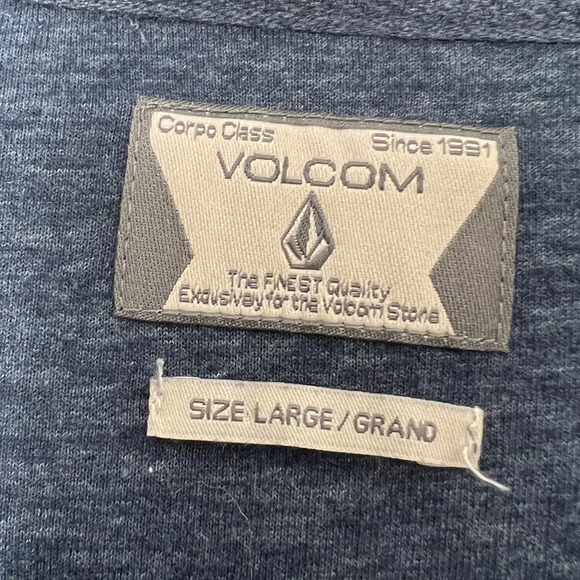 Corpo Class Since 1991
VOLCOM
The FINEST Quality
Exclusively for the Volcom Stone
SIZE LARGE / GRAND